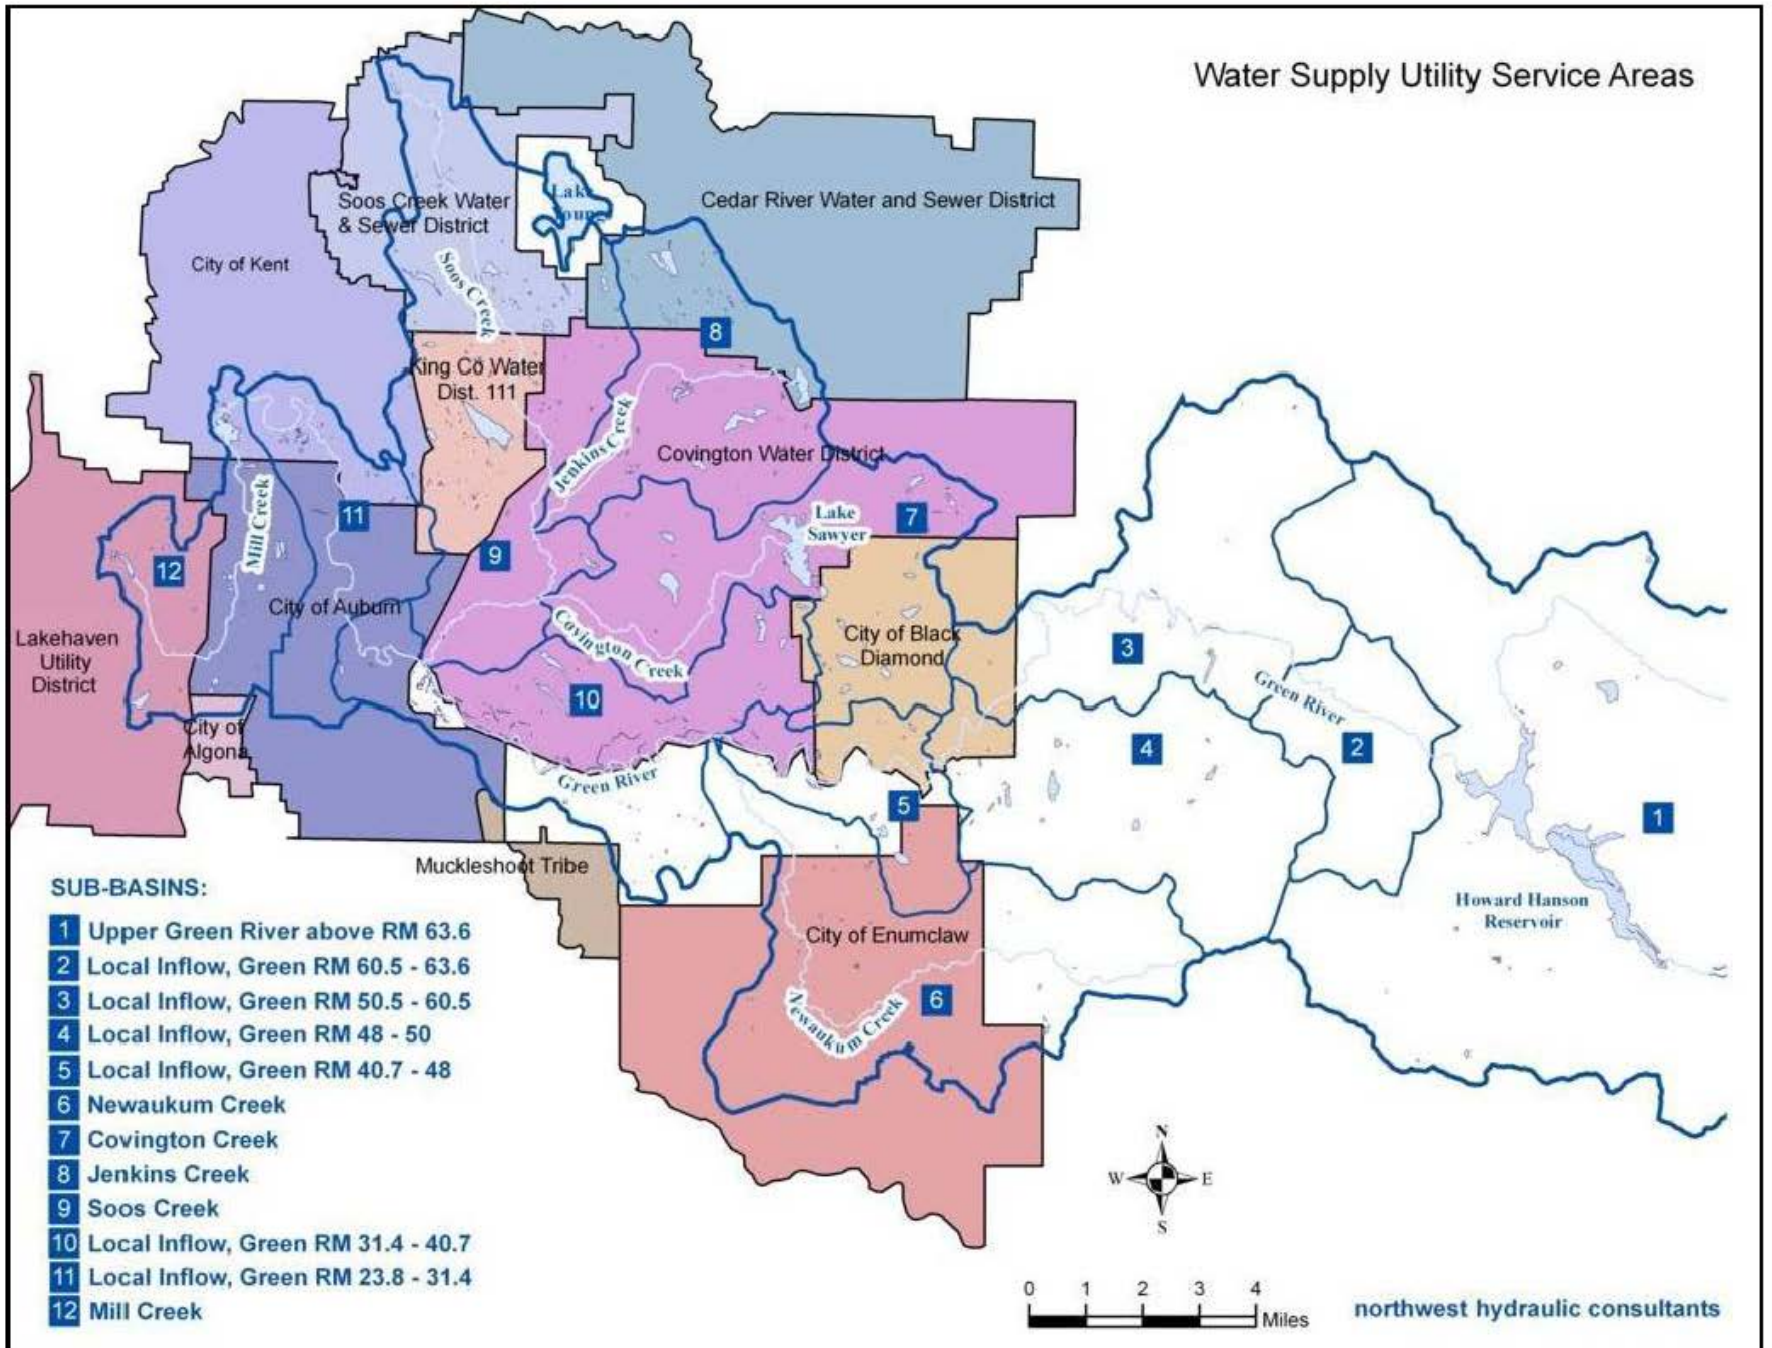 Water Supply Utility Service Areas
Soos Creek Water
& Sewer District
Lake
Cedar River Water and Sewer District
City of Kent
Soos Creek
8
King Co Water
Dist. 111
Jenkins Creek
Covington Water District
Mill Creek
11
Lake
Sawyer
7
9
12
City of Auburn
Lakehaven
Utility
District
Covington Creek
City of Black
Diamond
3
10
Green River
City of
Algona
4
2
Green River
5
1
Muckleshoot Tribe
Howard Hanson
Reservoir
City of Enumclaw
Newaukum Creek
6
SUB-BASINS:
1 Upper Green River above RM 63.6
2 Local Inflow, Green RM 60.5 - 63.6
3 Local Inflow, Green RM 50.5 - 60.5
4 Local Inflow, Green RM 48 - 50
5 Local Inflow, Green RM 40.7 - 48
6 Newaukum Creek
7 Covington Creek
8 Jenkins Creek
9 Soos Creek
10 Local Inflow, Green RM 31.4 - 40.7
11 Local Inflow, Green RM 23.8 - 31.4
12 Mill Creek
N
W E
S
0 1 2 3 4
Miles
northwest hydraulic consultants